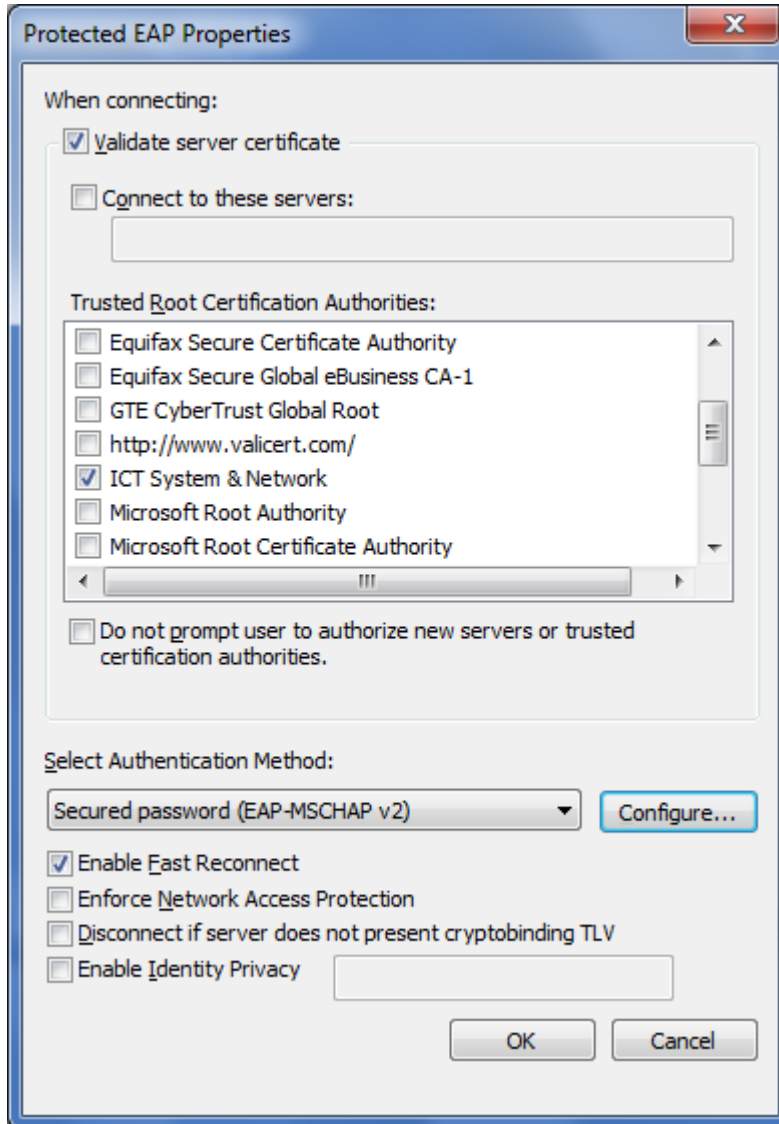 Protected EAP Properties
When connecting:
Validate server certificate
Connect to these servers:
Trusted Root Certification Authorities:
Equifax Secure Certificate Authority
Equifax Secure Global eBusiness CA-1
GTE CyberTrust Global Root
http://www.valicert.com/
ICT System & Network
Microsoft Root Authority
Microsoft Root Certificate Authority
Do not prompt user to authorize new servers or trusted
certification authorities.
Select Authentication Method:
Secured password (EAP-MSCHAP v2)
Configure...
Enable Fast Reconnect
Enforce Network Access Protection
Disconnect if server does not present cryptobinding TLV
Enable Identity Privacy
OK
Cancel